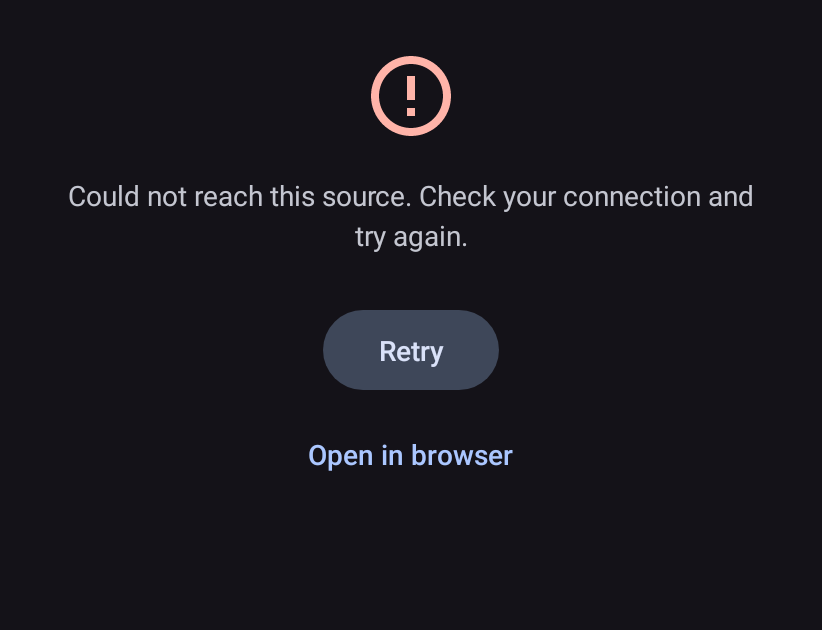 Could not reach this source. Check your connection and
try again.
Retry
Open in browser